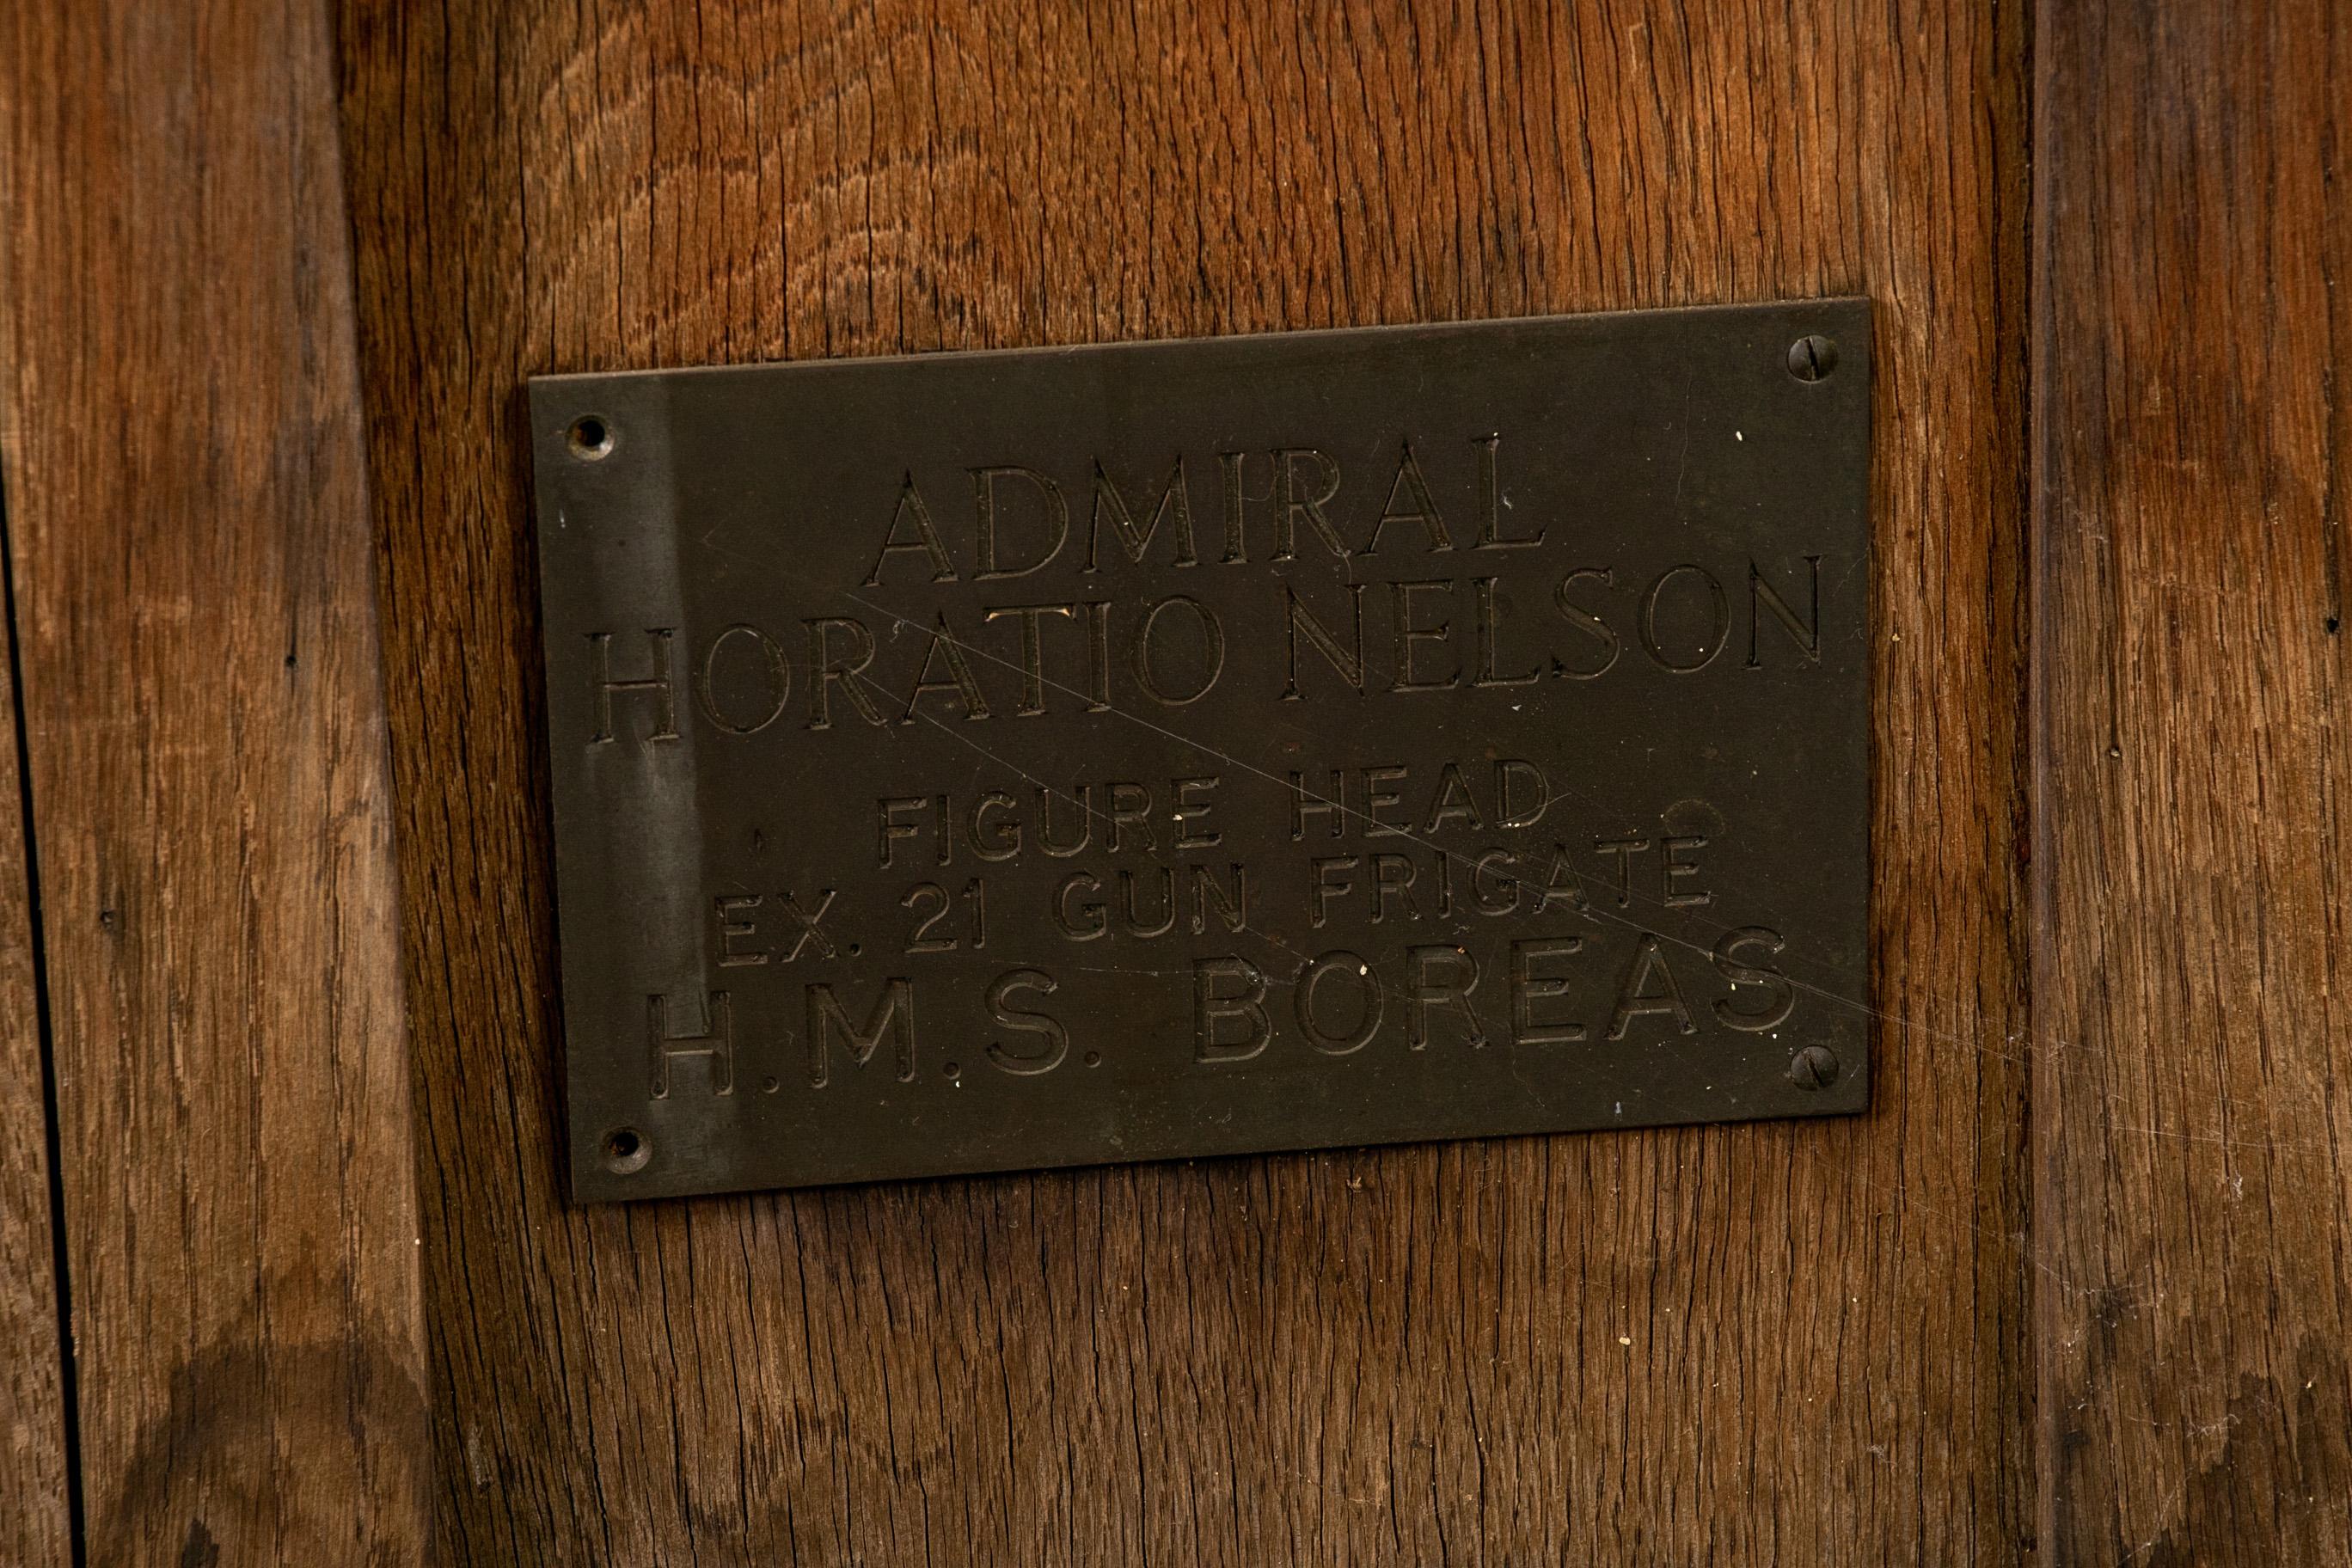 ADMIRAL
HORATIO NELSON
FIGURE HEAD
EX. 21 GUN FRIGATE
H.M.S. BOREAS